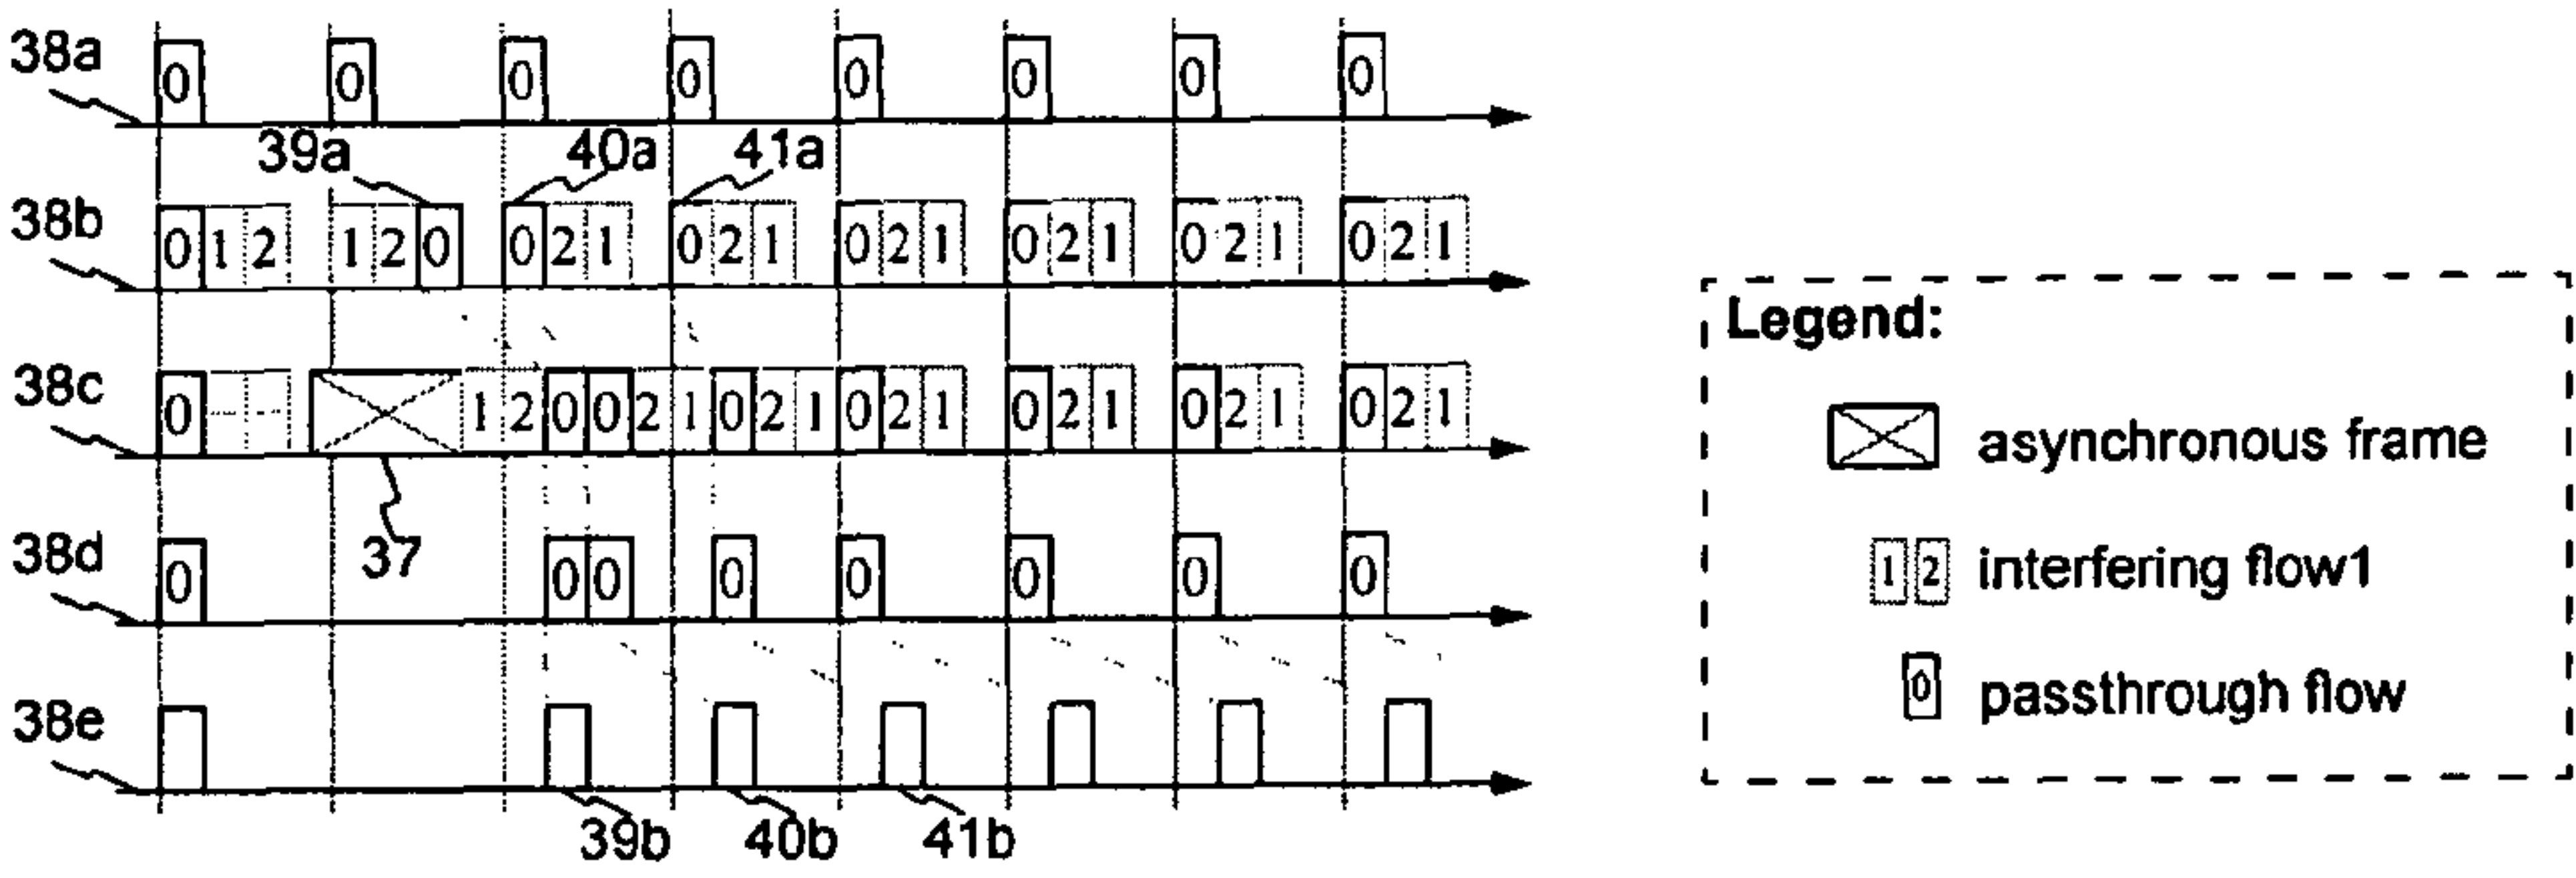 38a 0 0 0 0 0 0 0 0
39a 40a 41a
38b 0 1 2 1 2 0 0 2 1 0 2 1 0 2 1 0 2 1 0 2 1 0 2 1
38c 0 1 2 0 0 2 1 0 2 1 0 2 1 0 2 1 0 2 1 0 2 1
37
38d 0 0 0 0 0 0 0 0
38e
39b 40b 41b
Legend:
asynchronous frame
1 2 interfering flow1
0 passthrough flow